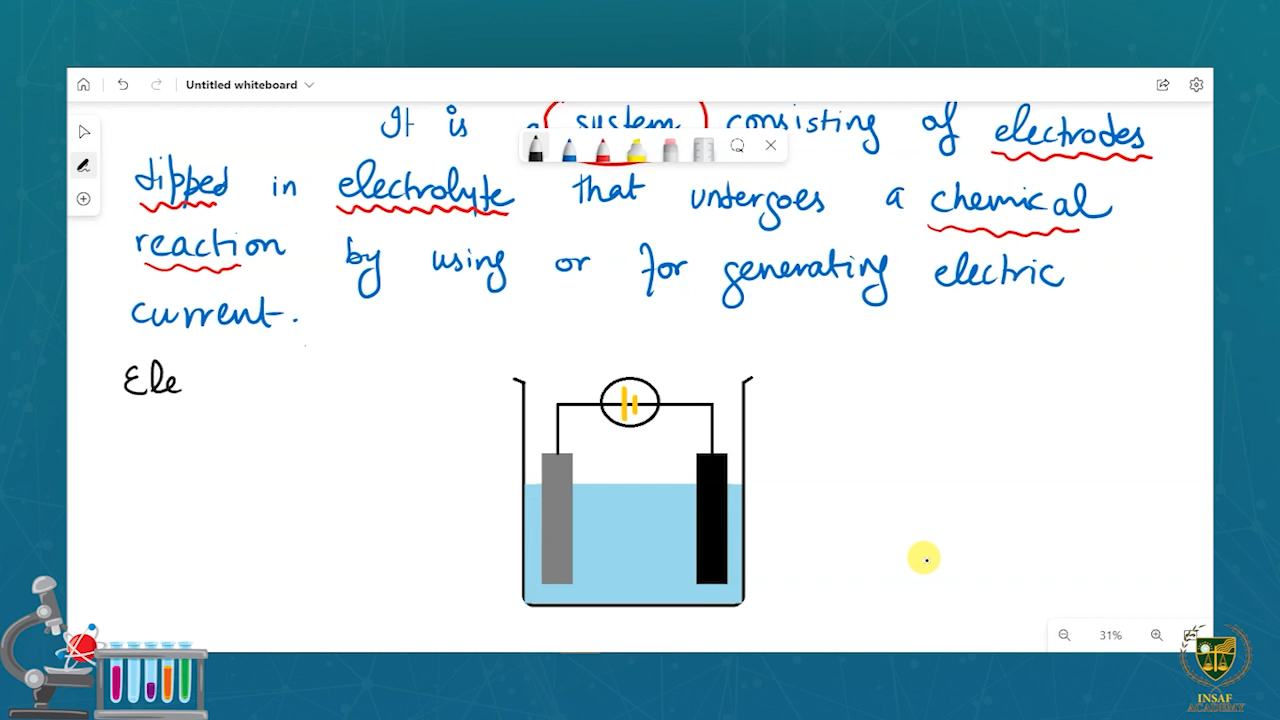 Untitled whiteboard
It is a system consisting of electrodes
dipped in electrolyte that undergoes a chemical
reaction by using or for generating electric
current.
Ele
31%
INSAF
ACADEMY